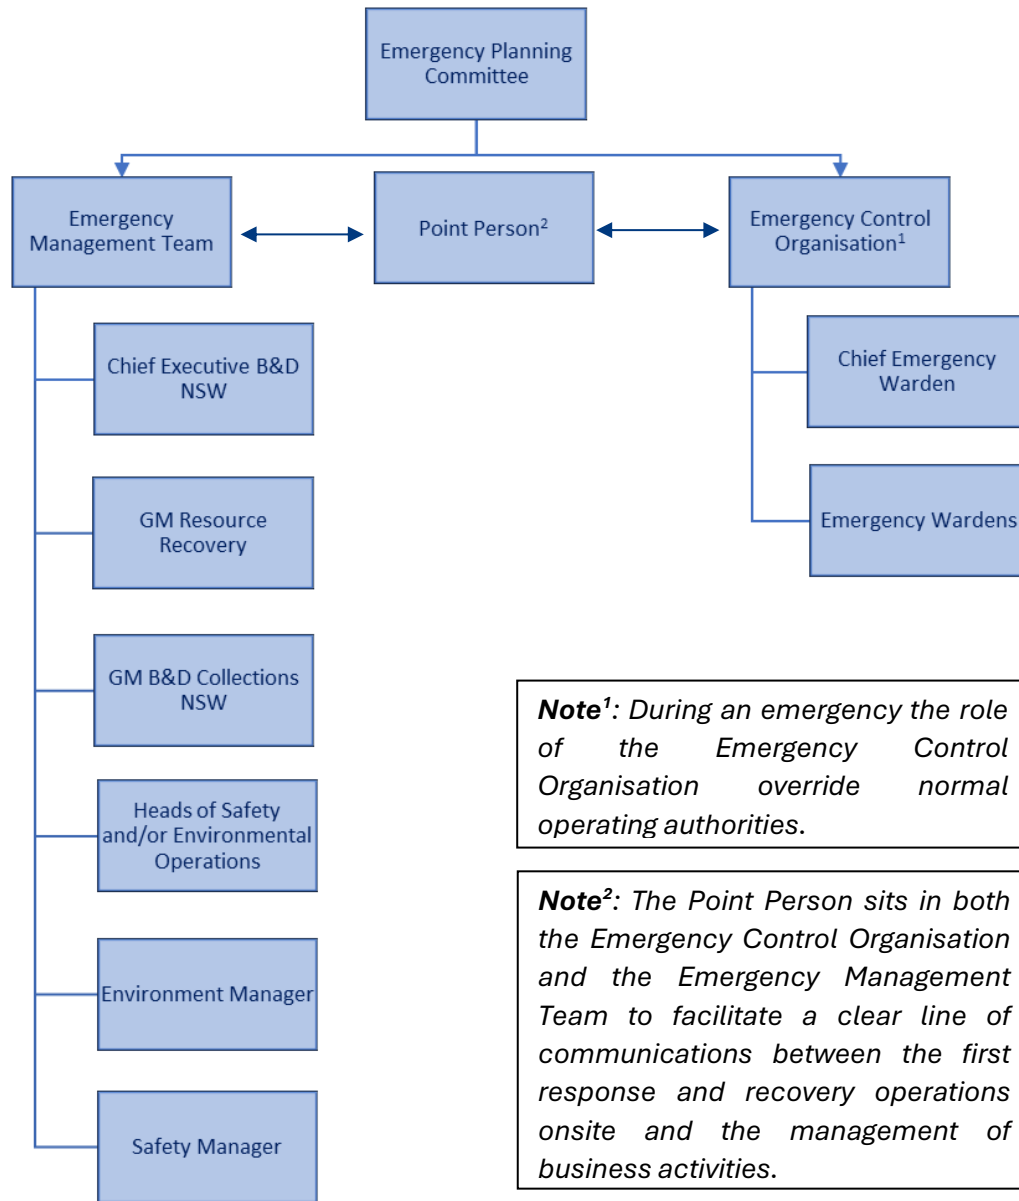 Emergency Planning
Committee
Emergency
Management Team
Point Person²
Emergency Control
Organisation¹
Chief Executive B&D
NSW
GM Resource
Recovery
GM B&D Collections
NSW
Heads of Safety
and/or Environmental
Operations
Environment Manager
Safety Manager
Chief Emergency
Warden
Emergency Wardens
Note¹: During an emergency the role
of the Emergency Control
Organisation override normal
operating authorities.
Note²: The Point Person sits in both
the Emergency Control Organisation
and the Emergency Management
Team to facilitate a clear line of
communications between the first
response and recovery operations
onsite and the management of
business activities.